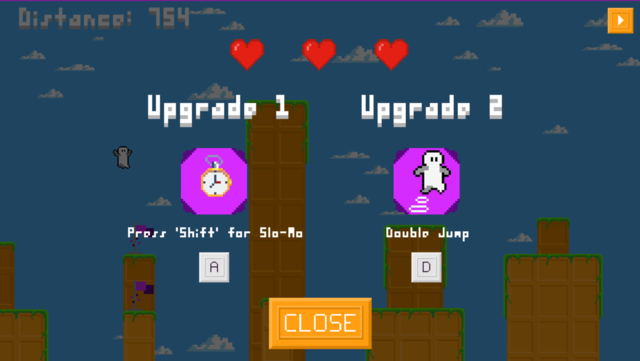 Distance: 754
Upgrade 1
Upgrade 2
Press 'Shift' for Slo-Mo
Double Jump
A
D
CLOSE